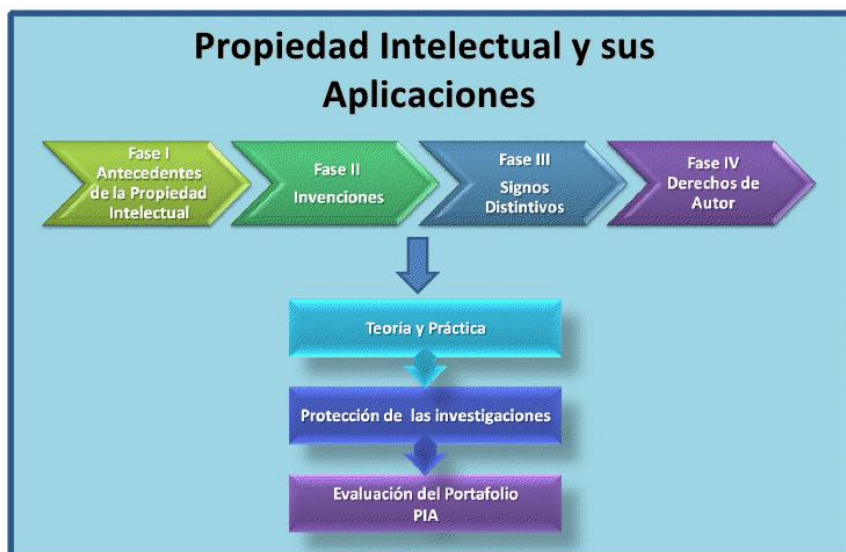 Propiedad Intelectual y sus
Aplicaciones
Fase I
Antecedentes
de la Propiedad
Intelectual
Fase II
Invenciones
Fase III
Signos
Distintivos
Fase IV
Derechos de
Autor
Teoría y Práctica
Protección de las investigaciones
Evaluación del Portafolio
PIA